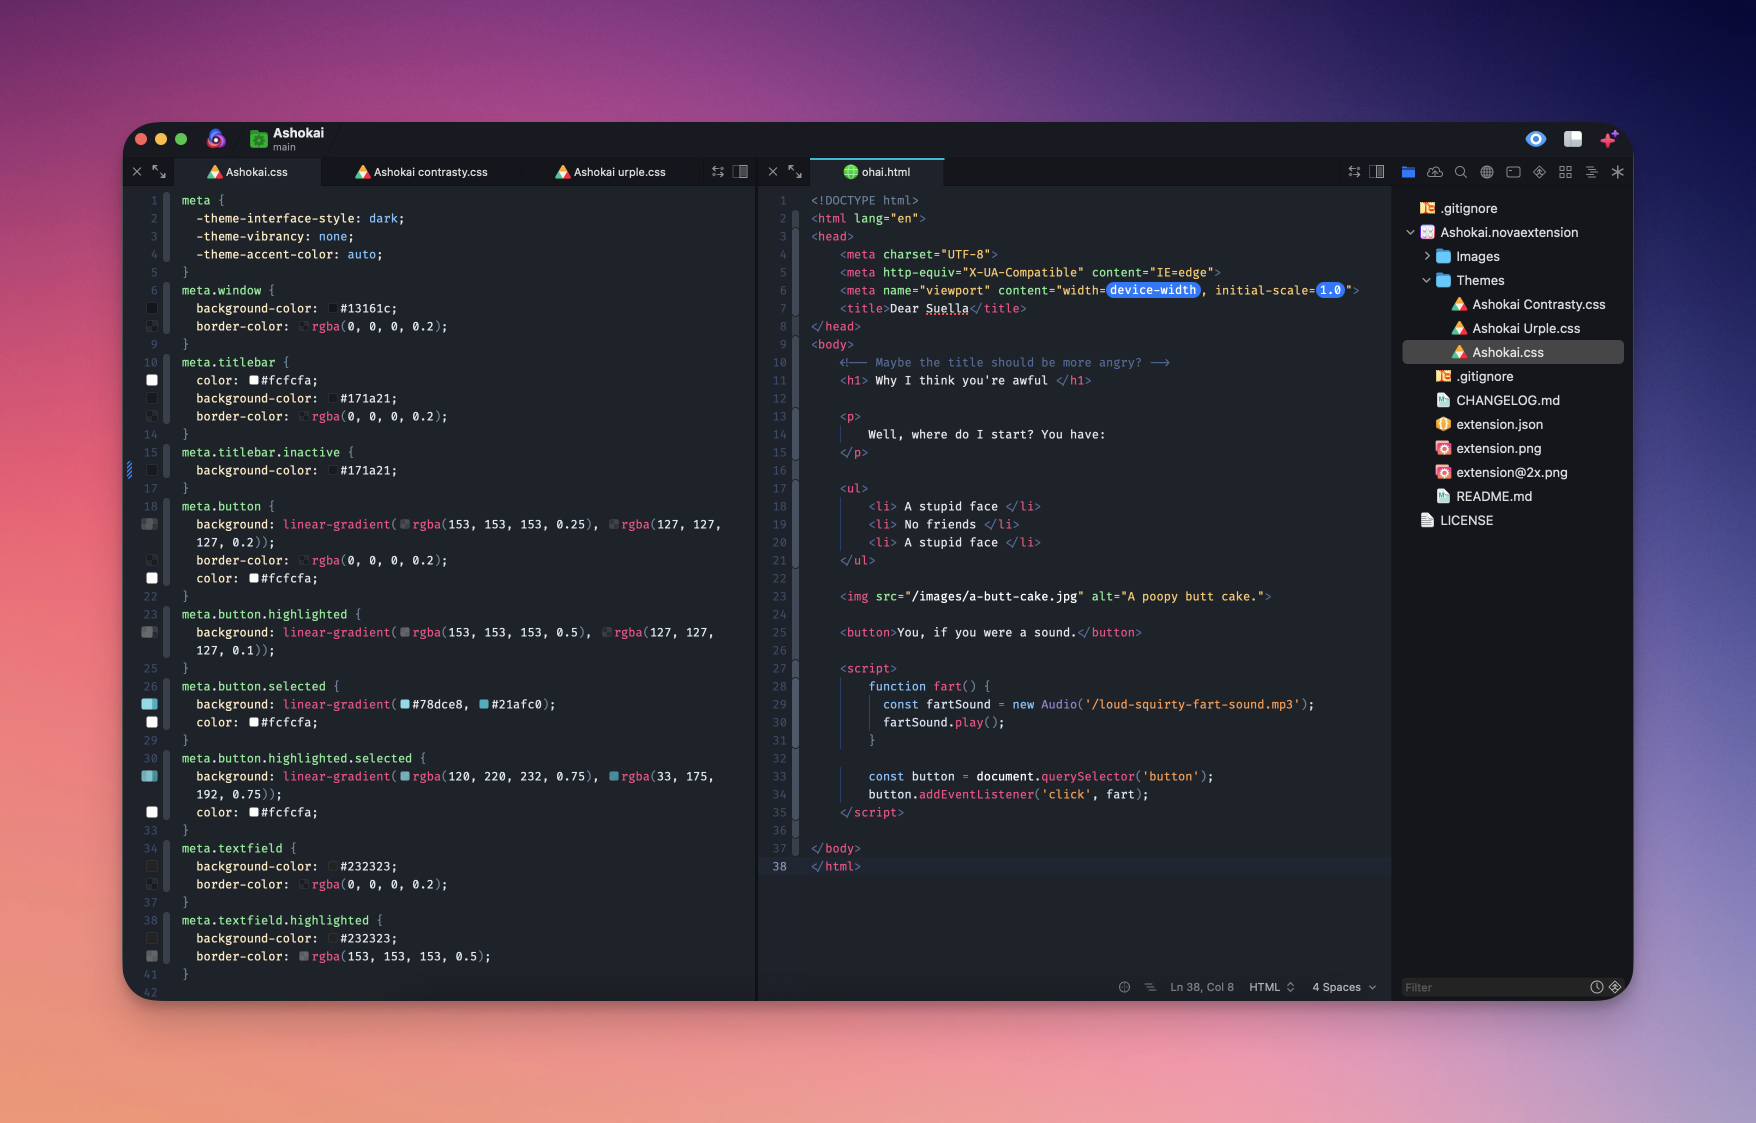 Ashokai
main
Ashokai.css
Ashokai contrasty.css
Ashokai urple.css
1 meta {
2 -theme-interface-style: dark;
3 -theme-vibrancy: none;
4 -theme-accent-color: auto;
5 }
6 meta.window {
background-color: #13161c;
border-color: rgba(0, 0, 0, 0.2);
9 }
10 meta.titlebar {
color: #fcfcfa;
background-color: #171a21;
border-color: rgba(0, 0, 0, 0.2);
14 }
15 meta.titlebar.inactive {
background-color: #171a21;
17 }
18 meta.button {
background: linear-gradient(rgba(153, 153, 153, 0.25), rgba(127, 127,
127, 0.2));
border-color: rgba(0, 0, 0, 0.2);
color: #fcfcfa;
22 }
23 meta.button.highlighted {
background: linear-gradient(rgba(153, 153, 153, 0.5), rgba(127, 127,
127, 0.1));
25 }
26 meta.button.selected {
background: linear-gradient(#78dce8, #21afc0);
color: #fcfcfa;
29 }
30 meta.button.highlighted.selected {
background: linear-gradient(rgba(120, 220, 232, 0.75), rgba(33, 175,
192, 0.75));
color: #fcfcfa;
33 }
34 meta.textfield {
background-color: #232323;
border-color: rgba(0, 0, 0, 0.2);
37 }
38 meta.textfield.highlighted {
background-color: #232323;
border-color: rgba(153, 153, 153, 0.5);
41 }
42
ohai.html
1 <!DOCTYPE html>
2 <html lang="en">
3 <head>
4 <meta charset="UTF-8">
5 <meta http-equiv="X-UA-Compatible" content="IE=edge">
6 <meta name="viewport" content="width=device-width, initial-scale=1.0">
7 <title>Dear Suella</title>
8 </head>
9 <body>
10 <!-- Maybe the title should be more angry? -->
11 <h1> Why I think you're awful </h1>
12
13 <p>
14 Well, where do I start? You have:
15 </p>
16
17 <ul>
18 <li> A stupid face </li>
19 <li> No friends </li>
20 <li> A stupid face </li>
21 </ul>
22
23 <img src="/images/a-butt-cake.jpg" alt="A poopy butt cake.">
24
25 <button>You, if you were a sound.</button>
26
27 <script>
28 function fart() {
29 const fartSound = new Audio('/loud-squirty-fart-sound.mp3');
30 fartSound.play();
31 }
32
33 const button = document.querySelector('button');
34 button.addEventListener('click', fart);
35 </script>
36
37 </body>
38 </html>
Ln 38, Col 8 HTML 4 Spaces
.gitignore
Ashokai.novaextension
Images
Themes
Ashokai Contrasty.css
Ashokai Urple.css
Ashokai.css
.gitignore
CHANGELOG.md
extension.json
extension.png
extension@2x.png
README.md
LICENSE
Filter